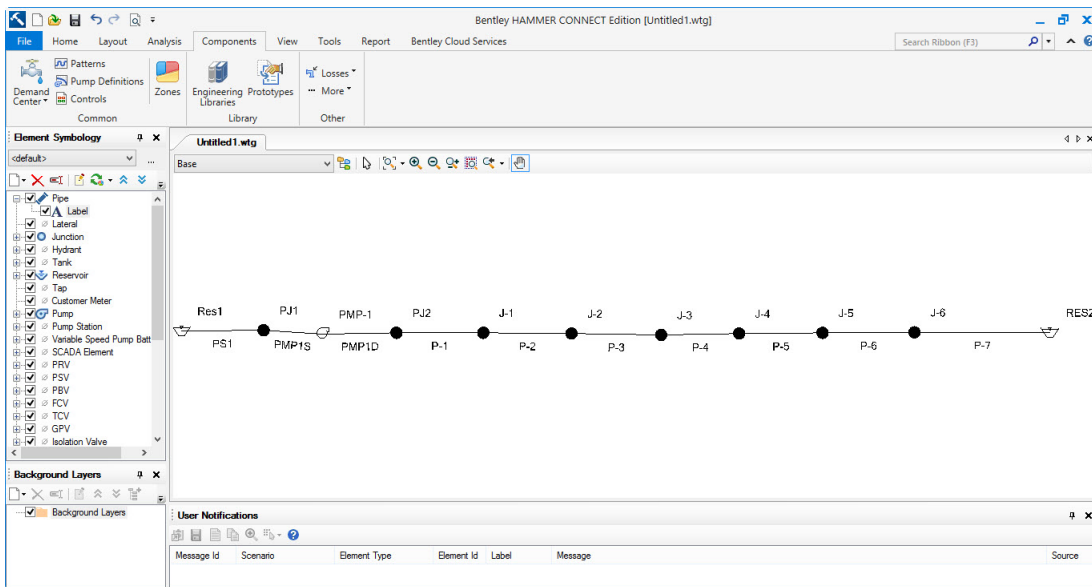 Bentley HAMMER CONNECT Edition [Untitled1.wtg]
File Home Layout Analysis Components View Tools Report Bentley Cloud Services Search Ribbon (F3)
Patterns
Pump Definitions
Controls
Demand Center
Zones
Engineering Libraries
Prototypes
Losses
More
Common Library Other
Element Symbology
Untitled1.wtg
<default>
...
Base
Pipe
A Label
Lateral
Junction
Hydrant
Tank
Reservoir
Tap
Customer Meter
Pump
Pump Station
Variable Speed Pump Batt
SCADA Element
PRV
PSV
PBV
FCV
TCV
GPV
Isolation Valve
Res1 PJ1 PMP-1 PJ2 J-1 J-2 J-3 J-4 J-5 J-6 RES2
PS1 PMP1S PMP1D P-1 P-2 P-3 P-4 P-5 P-6 P-7
Background Layers
Background Layers
User Notifications
Message Id Scenario Element Type Element Id Label Message Source